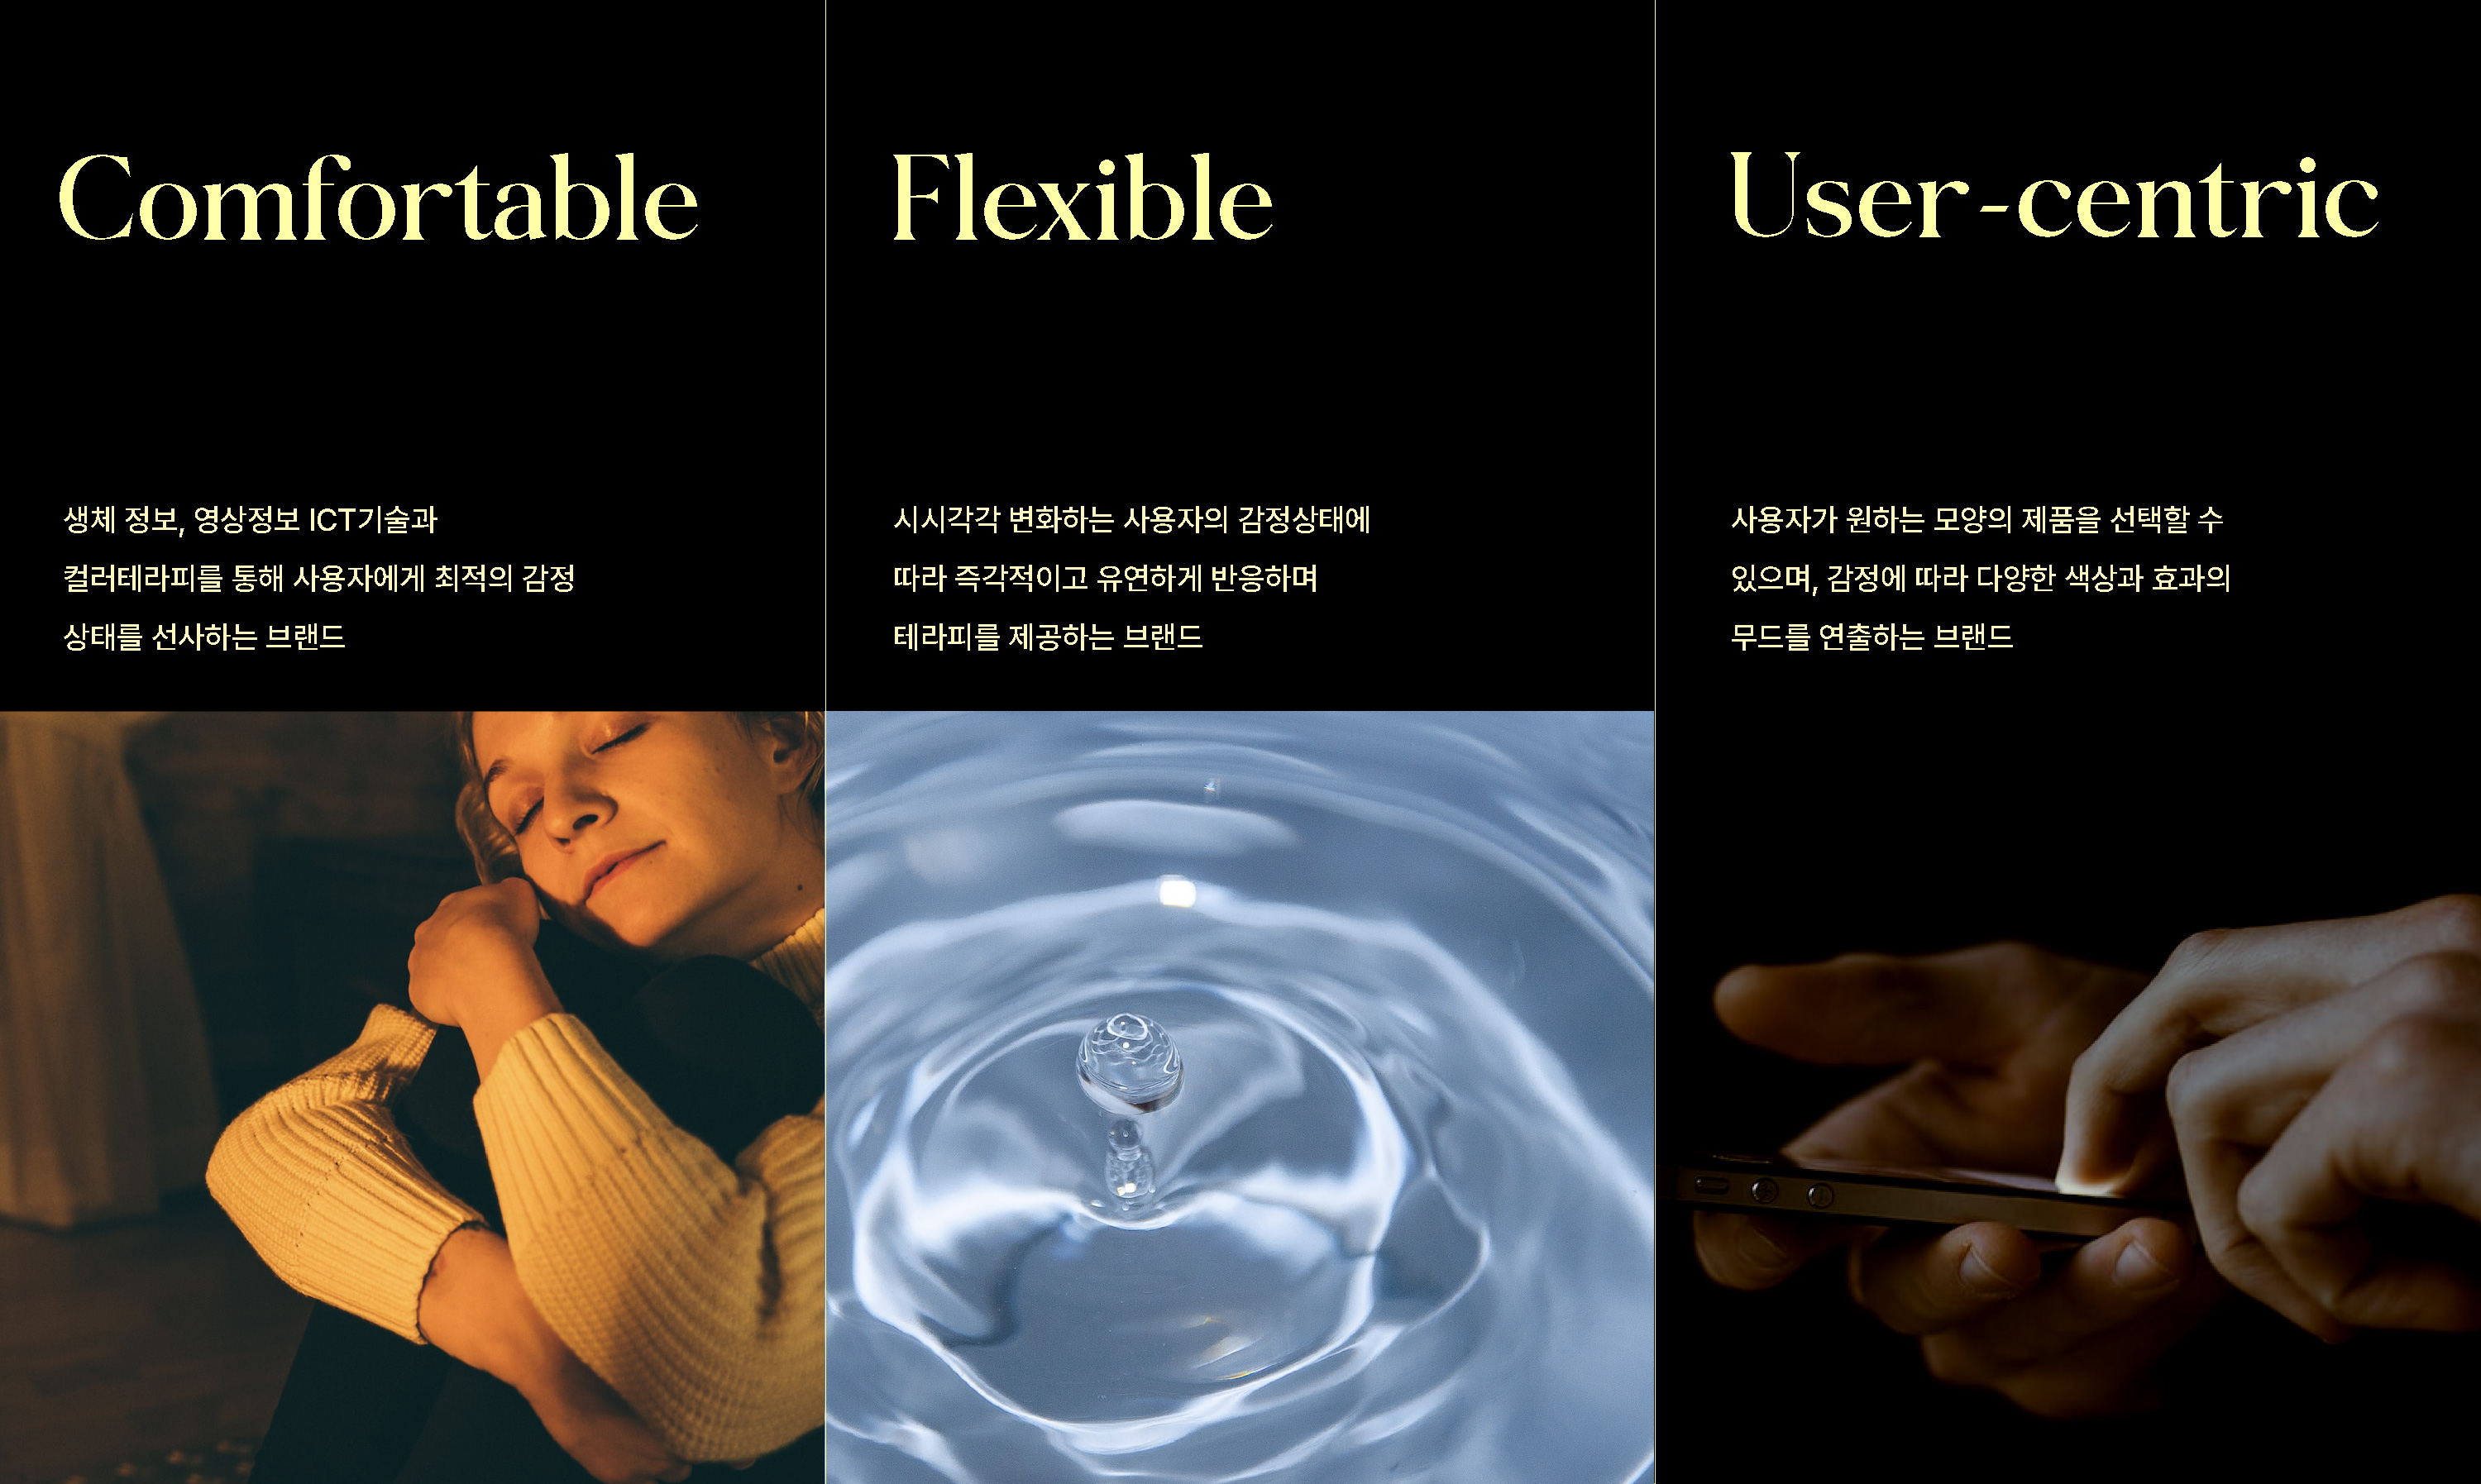 Comfortable
생체 정보, 영상정보 ICT기술과
컬러테라피를 통해 사용자에게 최적의 감정
상태를 선사하는 브랜드
Flexible
시시각각 변화하는 사용자의 감정상태에
따라 즉각적이고 유연하게 반응하며
테라피를 제공하는 브랜드
User-centric
사용자가 원하는 모양의 제품을 선택할 수
있으며, 감정에 따라 다양한 색상과 효과의
무드를 연출하는 브랜드